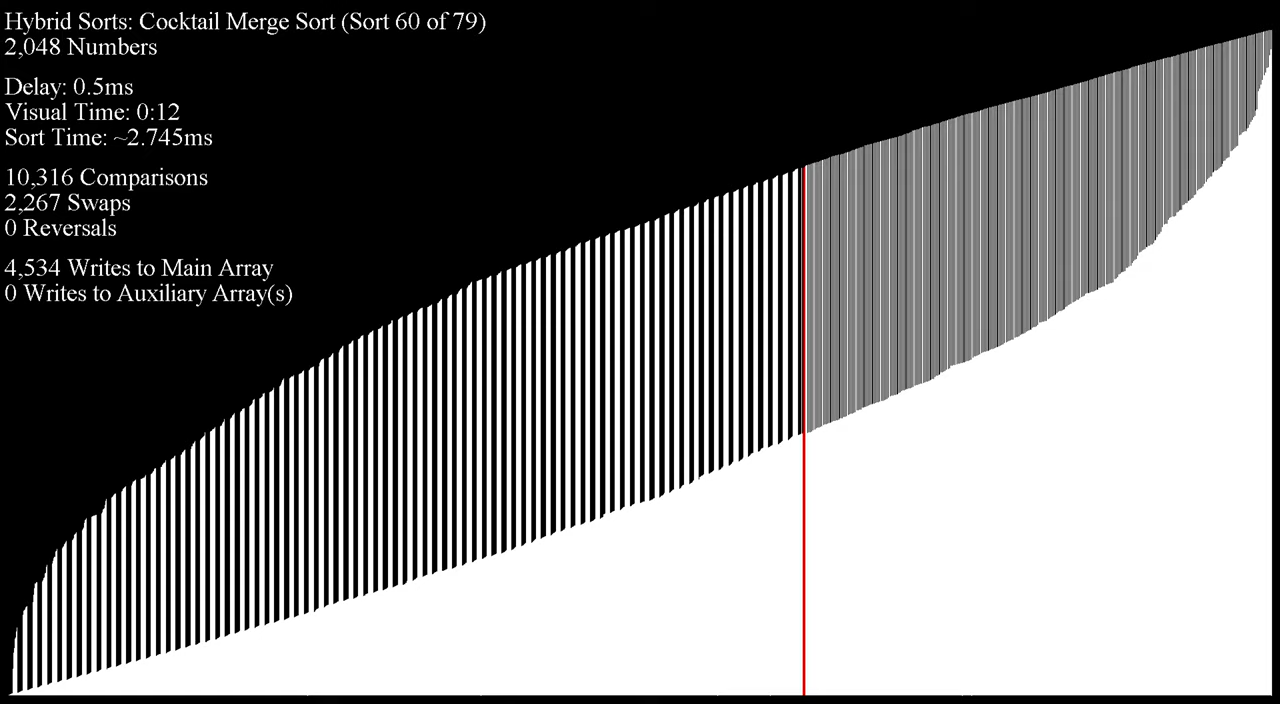 Hybrid Sorts: Cocktail Merge Sort (Sort 60 of 79)
2,048 Numbers
Delay: 0.5ms
Visual Time: 0:12
Sort Time: ~2.745ms
10,316 Comparisons
2,267 Swaps
0 Reversals
4,534 Writes to Main Array
0 Writes to Auxiliary Array(s)